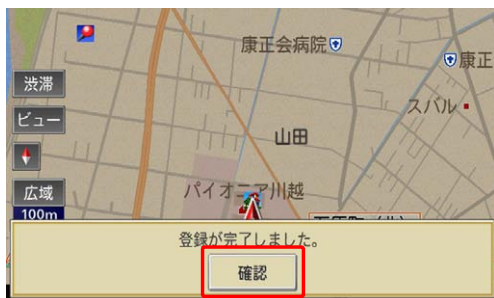 康正会病院
康正
渋滞
スバル
ビュー
山田
広域
パイオニア川越
100m
登録が完了しました。
確認